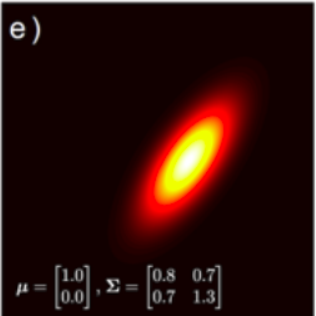 e)
μ = [1.0 0.0], Σ = [0.8 0.7
0.7 1.3]